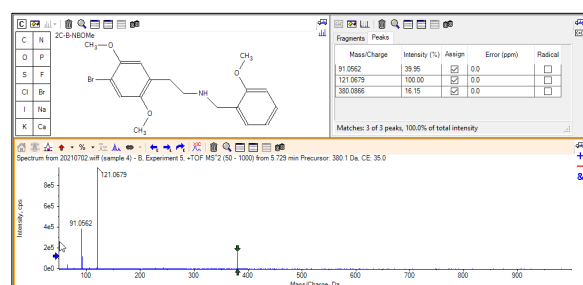 2C-B-NBOMe
C N
O P
S F
Cl Br
I Na
K Ca
CH₃
O
Br
O
CH₃
NH
CH₃
O
Fragments Peaks
Mass/Charge Intensity (%) Assign Error (ppm) Radical
91.0562 39.95 0.0
121.0679 100.00 0.0
380.0866 16.15 0.0
Matches: 3 of 3 peaks, 100.0% of total intensity
Spectrum from 20210702.wiff (sample 4) - B, Experiment 5, +TOF MS^2 (50 - 1000) from 5.729 min Precursor: 380.1 Da, CE: 35.0
Intensity, cps
8e5
6e5
4e5
2e5
0e0
121.0679
91.0562
100 200 300 400 500 600 700 800 900
Mass/Charge, Da